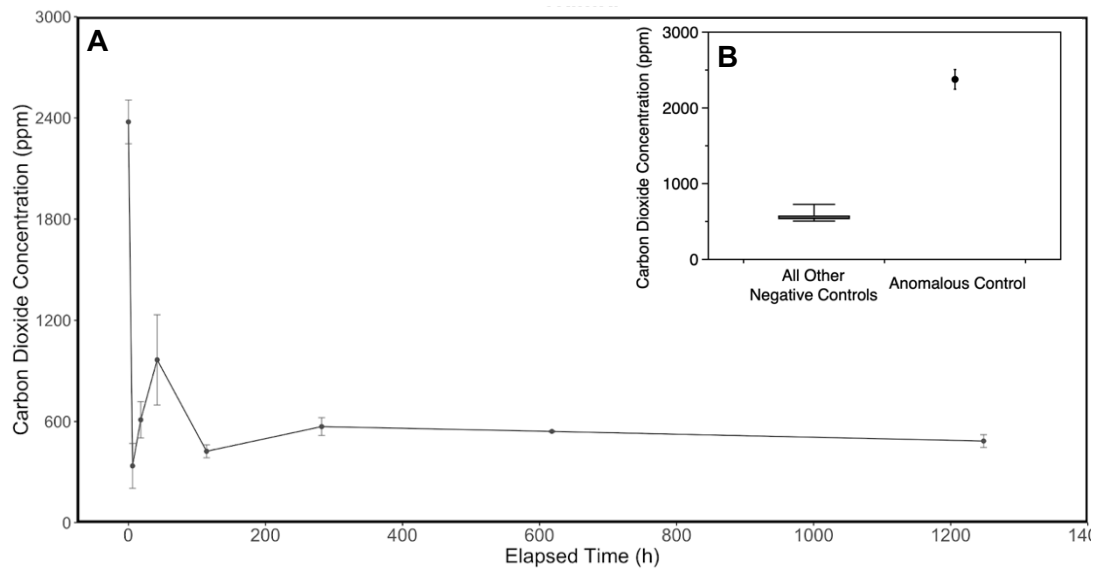 A
Carbon Dioxide Concentration (ppm)
3000
2400
1800
1200
600
0
0
200
400
600
800
1000
1200
140
Elapsed Time (h)
B
Carbon Dioxide Concentration (ppm)
3000
2000
1000
0
All Other
Negative Controls
Anomalous Control